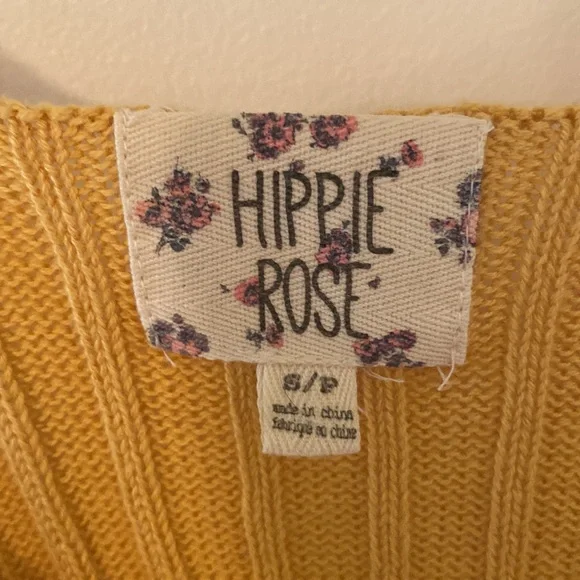 HIPPIE
ROSE
S/P
made in china
fabriqué en chine